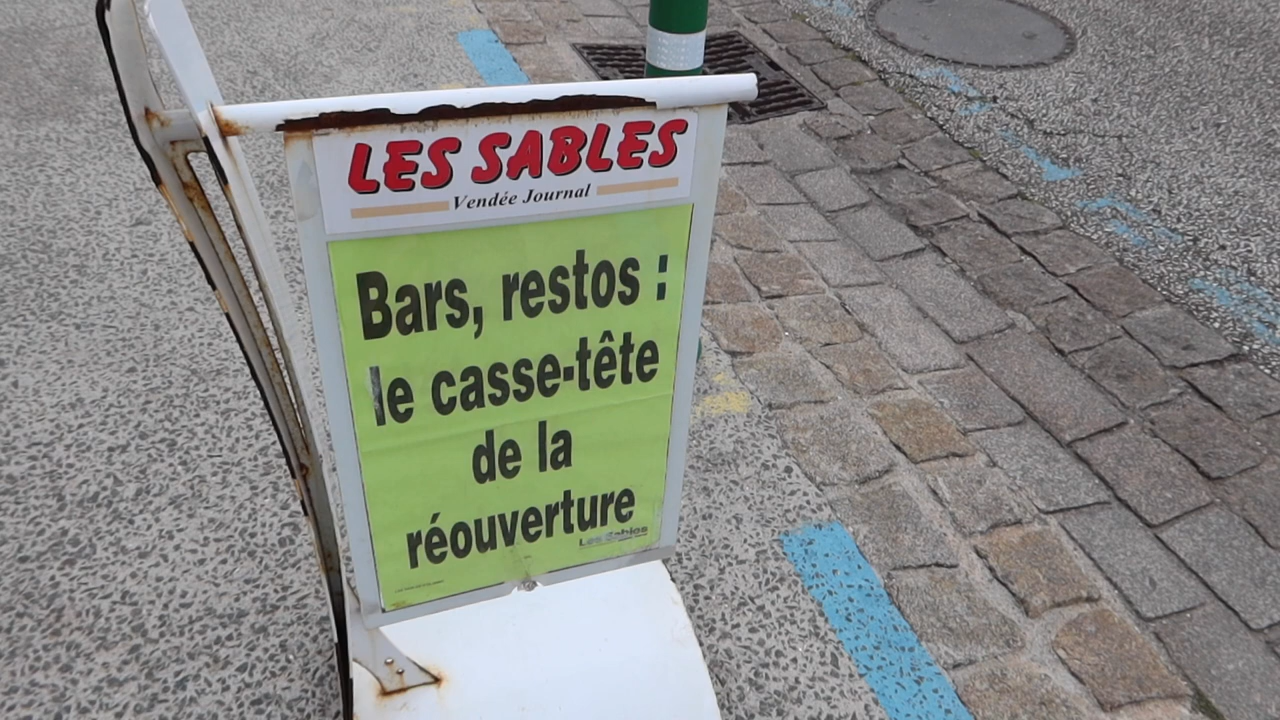 LES SABLES
Vendée Journal
Bars, restos :
le casse-tête
de la
réouverture
Les Sables